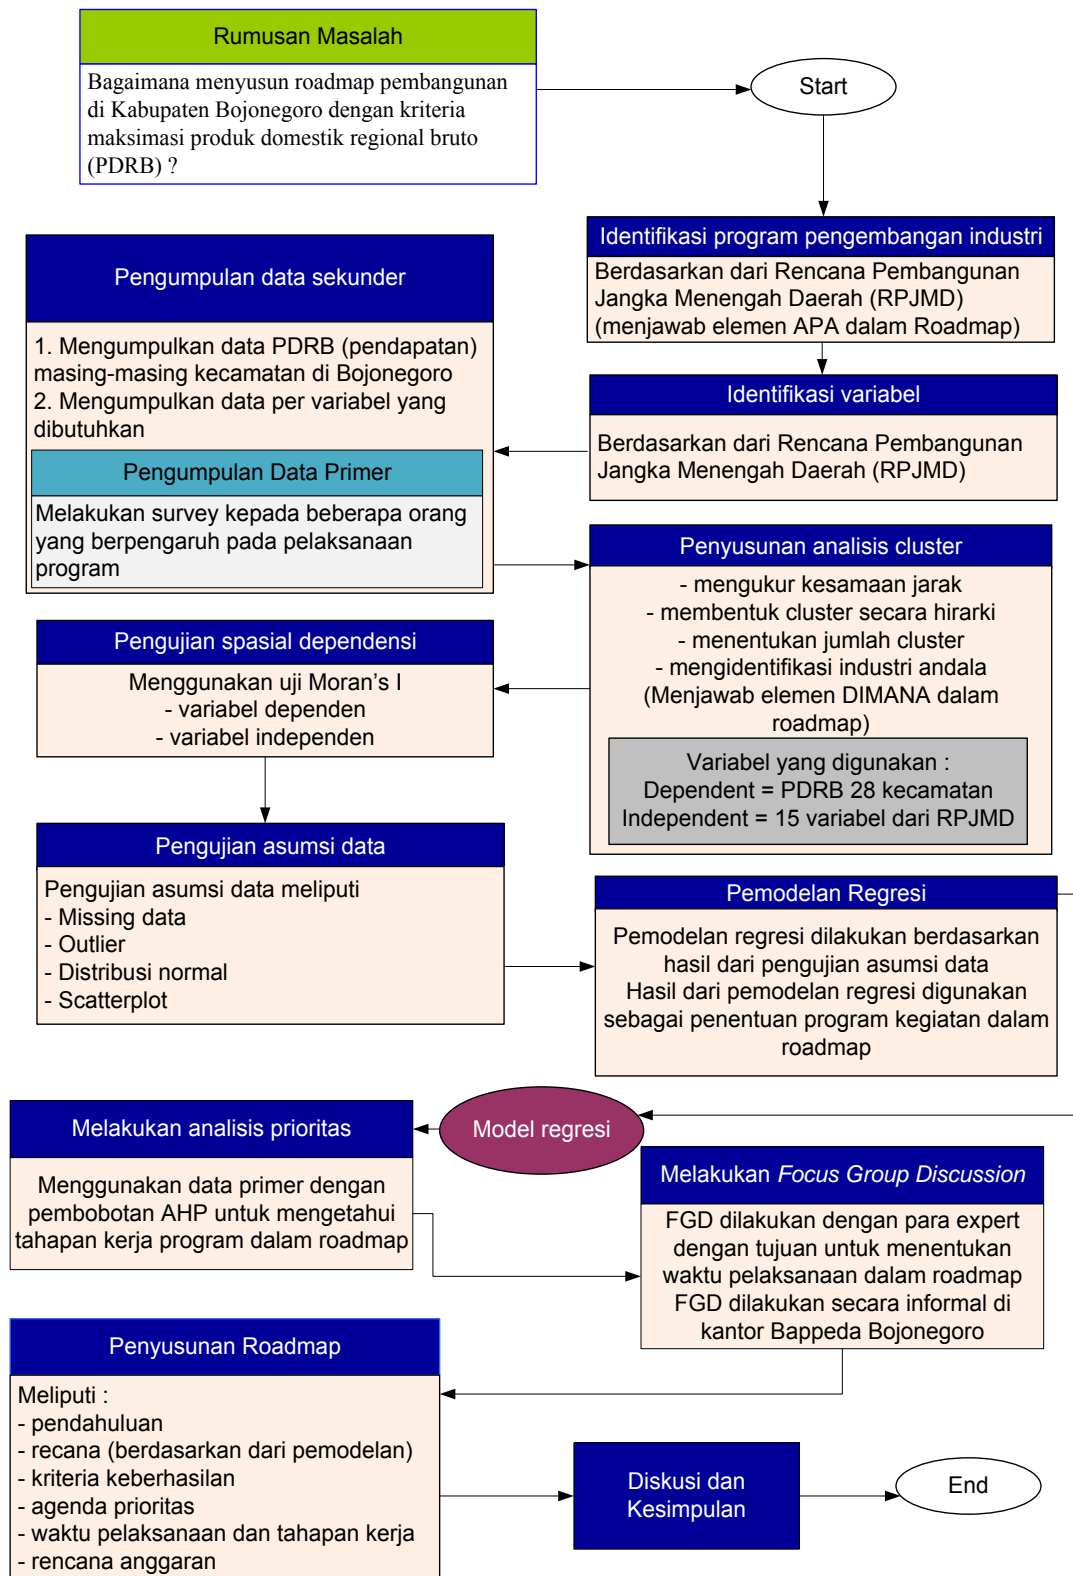 Rumusan Masalah
Bagaimana menyusun roadmap pembangunan
di Kabupaten Bojonegoro dengan kriteria
maksimasi produk domestik regional bruto
(PDRB) ?
Start
Identifikasi program pengembangan industri
Berdasarkan dari Rencana Pembangunan
Jangka Menengah Daerah (RPJMD)
(menjawab elemen APA dalam Roadmap)
Identifikasi variabel
Berdasarkan dari Rencana Pembangunan
Jangka Menengah Daerah (RPJMD)
Pengumpulan data sekunder
1. Mengumpulkan data PDRB (pendapatan)
masing-masing kecamatan di Bojonegoro
2. Mengumpulkan data per variabel yang
dibutuhkan
Pengumpulan Data Primer
Melakukan survey kepada beberapa orang
yang berpengaruh pada pelaksanaan
program
Penyusunan analisis cluster
- mengukur kesamaan jarak
- membentuk cluster secara hirarki
- menentukan jumlah cluster
- mengidentifikasi industri andala
(Menjawab elemen DIMANA dalam
roadmap)
Variabel yang digunakan :
Dependent = PDRB 28 kecamatan
Independent = 15 variabel dari RPJMD
Pengujian spasial dependensi
Menggunakan uji Moran's I
- variabel dependen
- variabel independen
Pengujian asumsi data
Pengujian asumsi data meliputi
- Missing data
- Outlier
- Distribusi normal
- Scatterplot
Pemodelan Regresi
Pemodelan regresi dilakukan berdasarkan
hasil dari pengujian asumsi data
Hasil dari pemodelan regresi digunakan
sebagai penentuan program kegiatan dalam
roadmap
Model regresi
Melakukan analisis prioritas
Menggunakan data primer dengan
pembobotan AHP untuk mengetahui
tahapan kerja program dalam roadmap
Melakukan Focus Group Discussion
FGD dilakukan dengan para expert
dengan tujuan untuk menentukan
waktu pelaksanaan dalam roadmap
FGD dilakukan secara informal di
kantor Bappeda Bojonegoro
Penyusunan Roadmap
Meliputi :
- pendahuluan
- recana (berdasarkan dari pemodelan)
- kriteria keberhasilan
- agenda prioritas
- waktu pelaksanaan dan tahapan kerja
- rencana anggaran
Diskusi dan
Kesimpulan
End